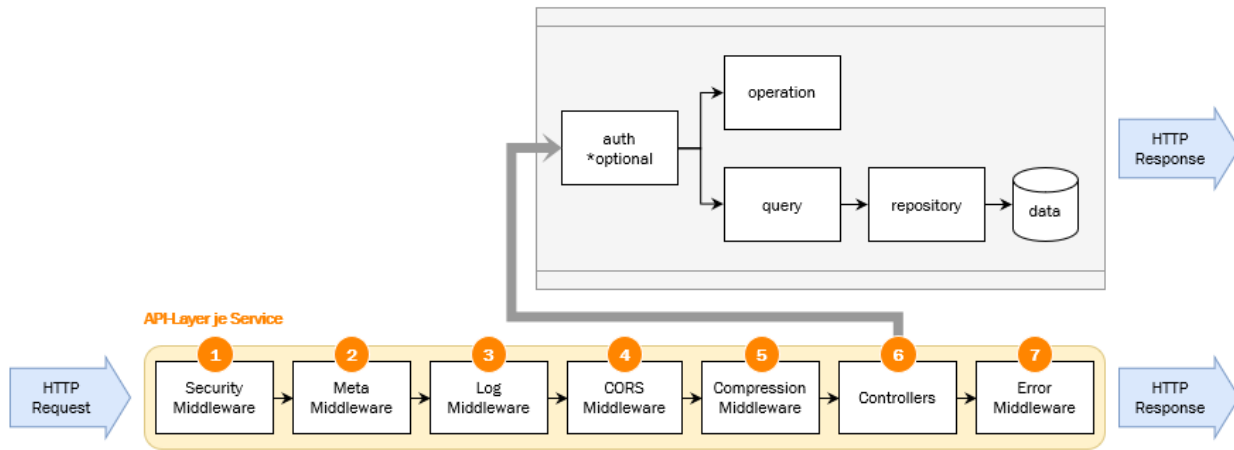 operation
auth
*optional
HTTP
Response
query
repository
data
API-Layer je Service
1
2
3
4
5
6
7
HTTP
Request
Security
Middleware
Meta
Middleware
Log
Middleware
CORS
Middleware
Compression
Middleware
Controllers
Error
Middleware
HTTP
Response